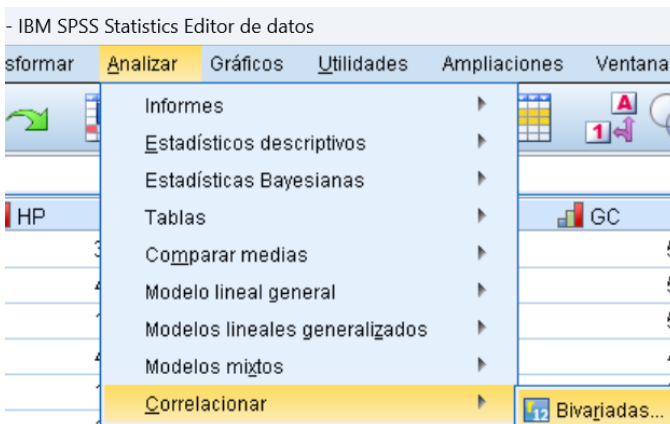 - IBM SPSS Statistics Editor de datos
sformar Analizar Gráficos Utilidades Ampliaciones Ventana
Informes
Estadísticos descriptivos
Estadísticas Bayesianas
HP Tablas GC
Comparar medias
Modelo lineal general
Modelos lineales generalizados
Modelos mixtos
Correlacionar Bivariadas...